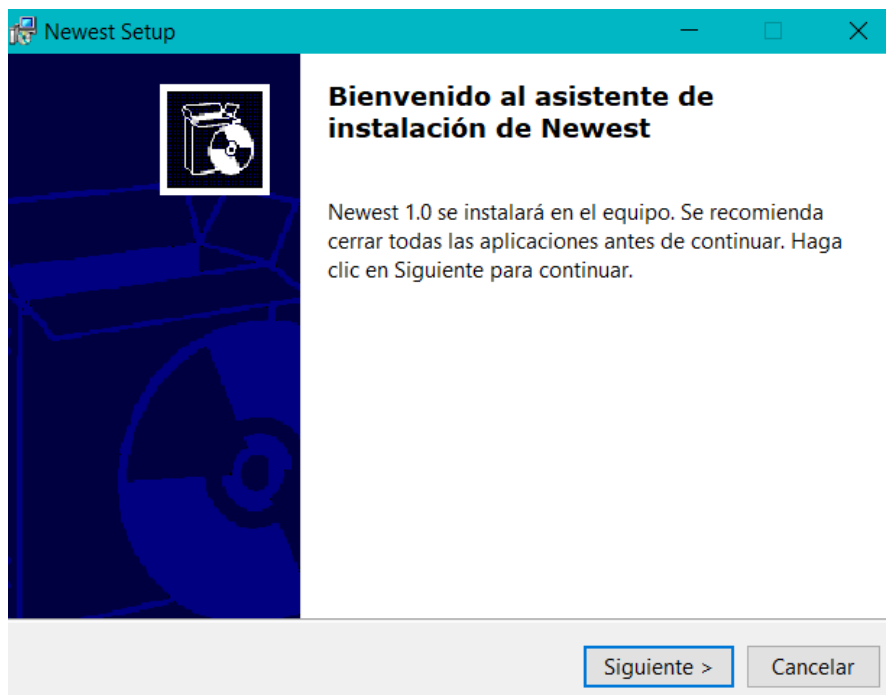 Newest Setup
Bienvenido al asistente de
instalación de Newest
Newest 1.0 se instalará en el equipo. Se recomienda
cerrar todas las aplicaciones antes de continuar. Haga
clic en Siguiente para continuar.
Siguiente >
Cancelar